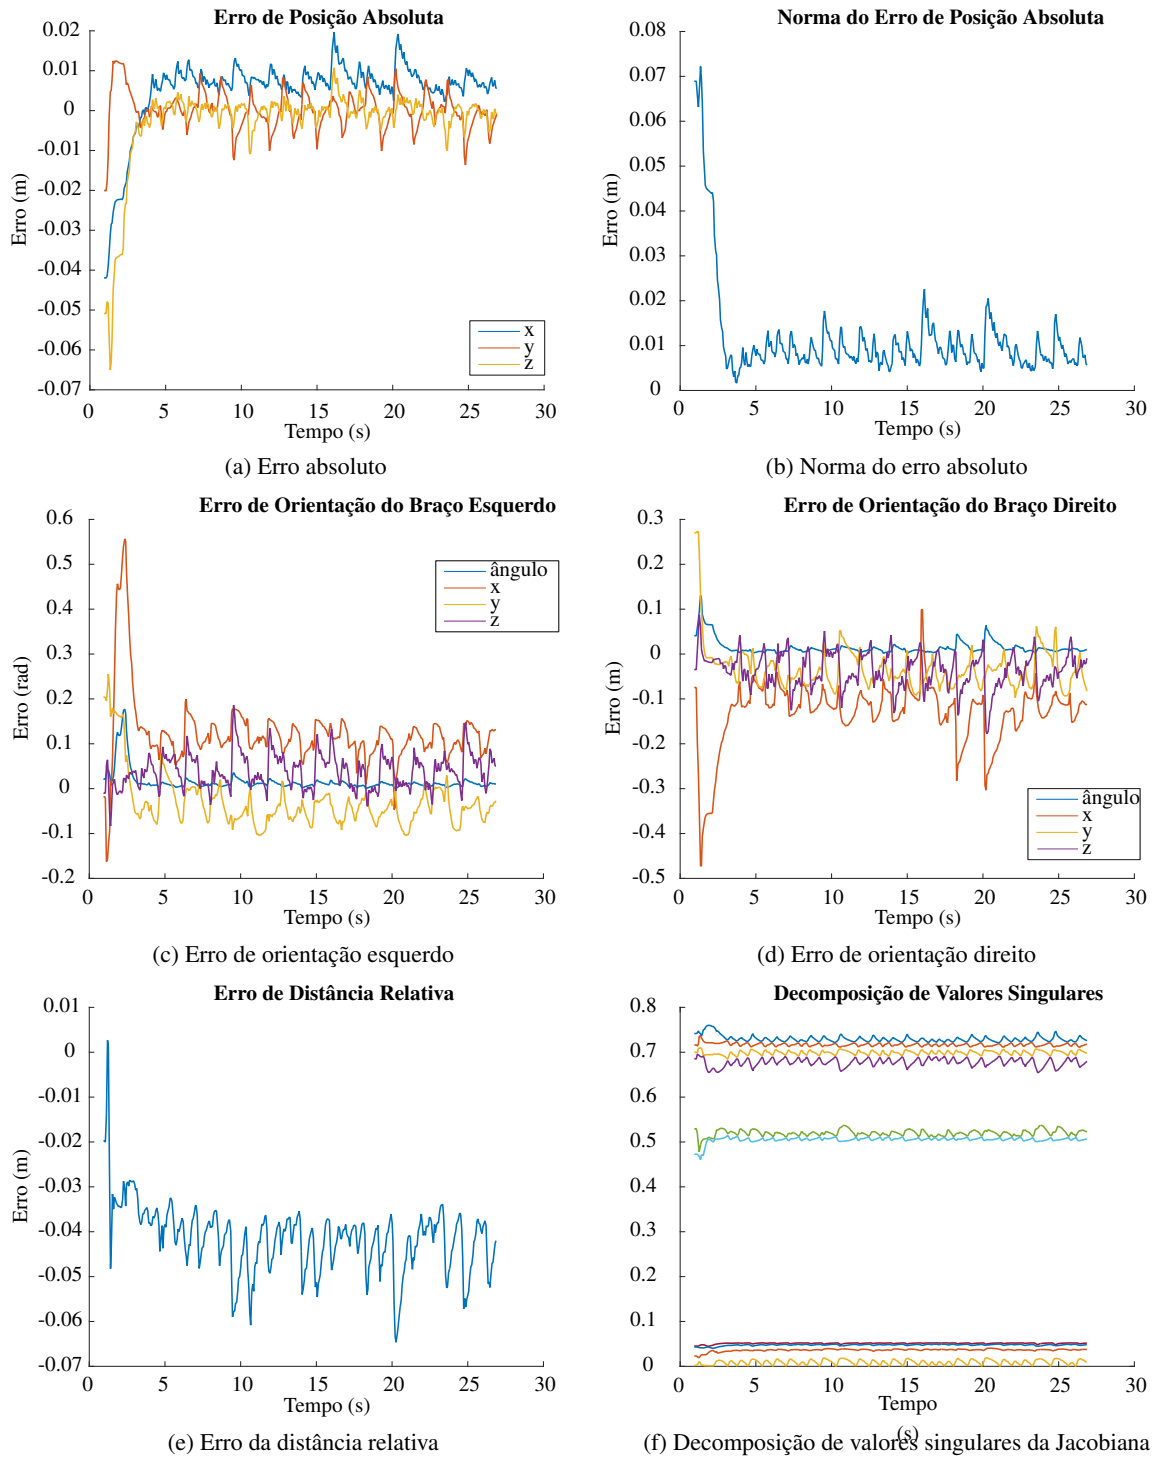 Erro de Posição Absoluta
0.02
0.01
0
-0.01
-0.02
-0.03
-0.04
-0.05
-0.06
-0.07
Erro (m)
x
y
z
0 5 10 15 20 25 30
Tempo (s)
(a) Erro absoluto
Norma do Erro de Posição Absoluta
0.08
0.07
0.06
0.05
0.04
0.03
0.02
0.01
0
Erro (m)
0 5 10 15 20 25 30
Tempo (s)
(b) Norma do erro absoluto
Erro de Orientação do Braço Esquerdo
0.6
0.5
0.4
0.3
0.2
0.1
0
-0.1
-0.2
Erro (rad)
ângulo
x
y
z
0 5 10 15 20 25 30
Tempo (s)
(c) Erro de orientação esquerdo
Erro de Orientação do Braço Direito
0.3
0.2
0.1
0
-0.1
-0.2
-0.3
-0.4
-0.5
Erro (m)
ângulo
x
y
z
0 5 10 15 20 25 30
Tempo (s)
(d) Erro de orientação direito
Erro de Distância Relativa
0.01
0
-0.01
-0.02
-0.03
-0.04
-0.05
-0.06
-0.07
Erro (m)
0 5 10 15 20 25 30
Tempo (s)
(e) Erro da distância relativa
Decomposição de Valores Singulares
0.8
0.7
0.6
0.5
0.4
0.3
0.2
0.1
0
0 5 10 15 20 25 30
Tempo
(s)
(f) Decomposição de valores singulares da Jacobiana